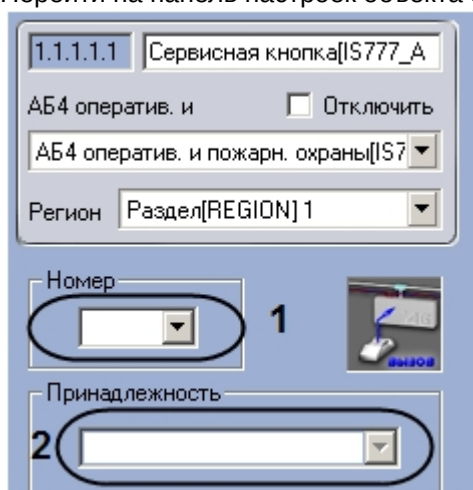 Перейти на панель настроек объекта
1.1.1.1.1 Сервисная кнопка[IS777_A
АБ4 оператив. и Отключить
АБ4 оператив. и пожарн. охраны[IS7
Регион Раздел[REGION] 1
Номер
1
вызов
Принадлежность
2